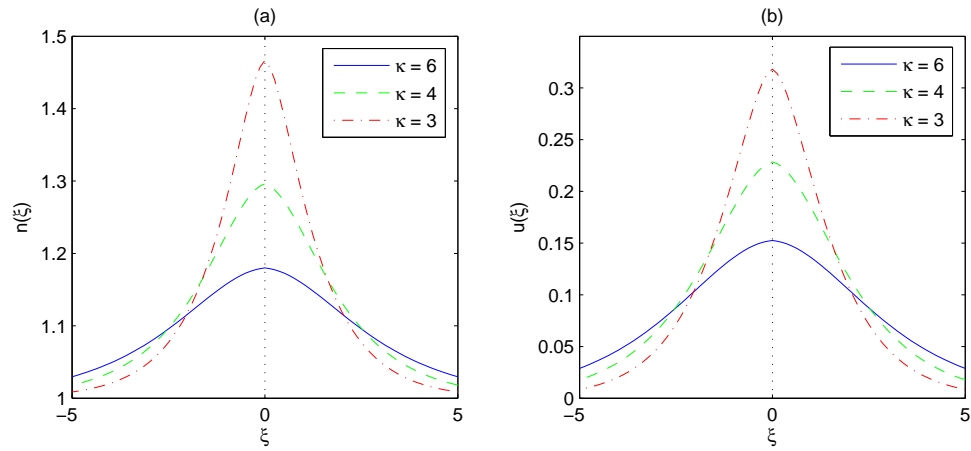 (a)
1.5
1.4
1.3
1.2
1.1
1
n(ξ)
−5
0
5
ξ
κ = 6
κ = 4
κ = 3
(b)
0.3
0.25
0.2
0.15
0.1
0.05
0
u(ξ)
−5
0
5
ξ
κ = 6
κ = 4
κ = 3